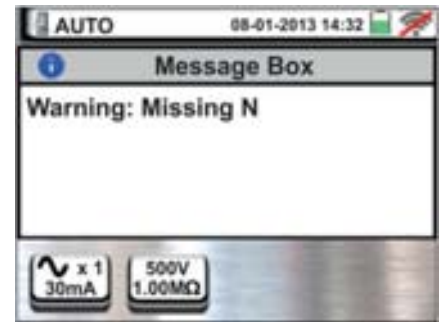 AUTO 08-01-2013 14:32
Message Box
Warning: Missing N
x 1 500V
30mA 1.00MΩ